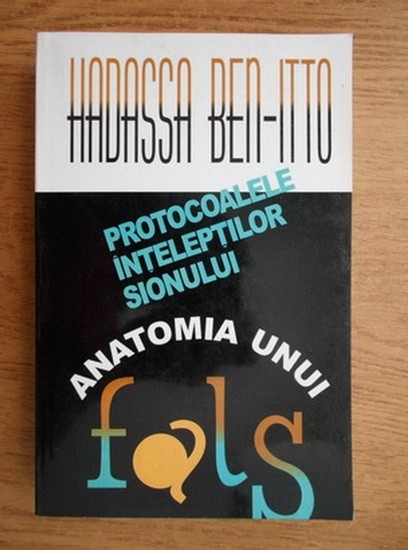 HADASSA BEN-ITTO
PROTOCOALELE
ÎNȚELEPȚILOR
SIONULUI
ANATOMIA UNUI
fals